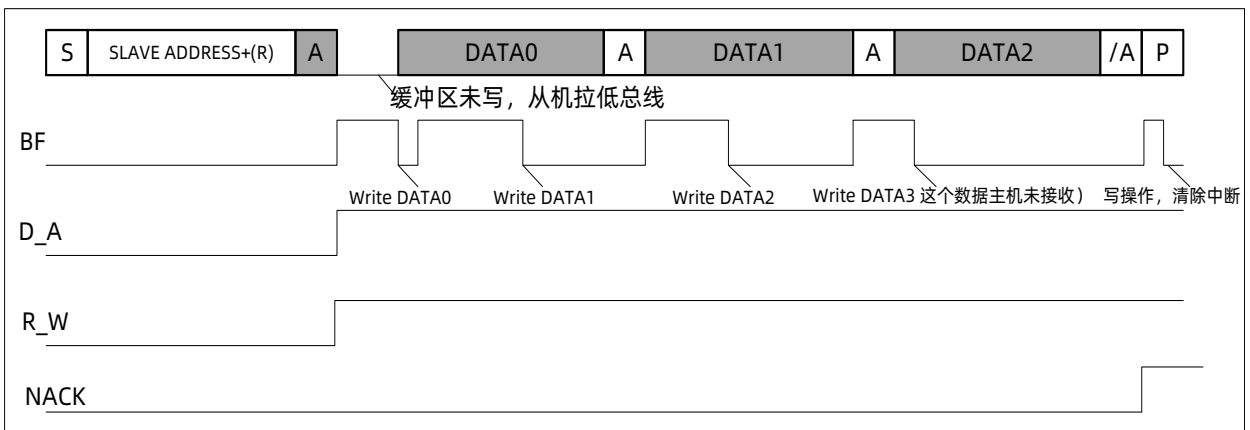 S SLAVE ADDRESS+(R) A DATA0 A DATA1 A DATA2 /A P
缓冲区未写，从机拉低总线
BF
Write DATA0 Write DATA1 Write DATA2 Write DATA3 这个数据主机未接收） 写操作，清除中断
D_A
R_W
NACK